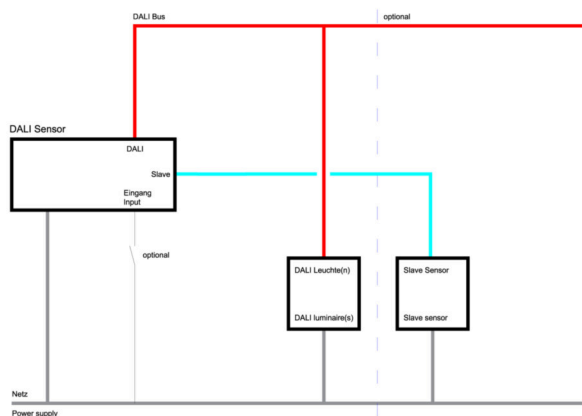 DALI Bus
optional
DALI Sensor
DALI
Slave
Eingang
Input
optional
DALI Leuchte(n)
DALI luminaire(s)
Slave Sensor
Slave sensor
Netz
Power supply